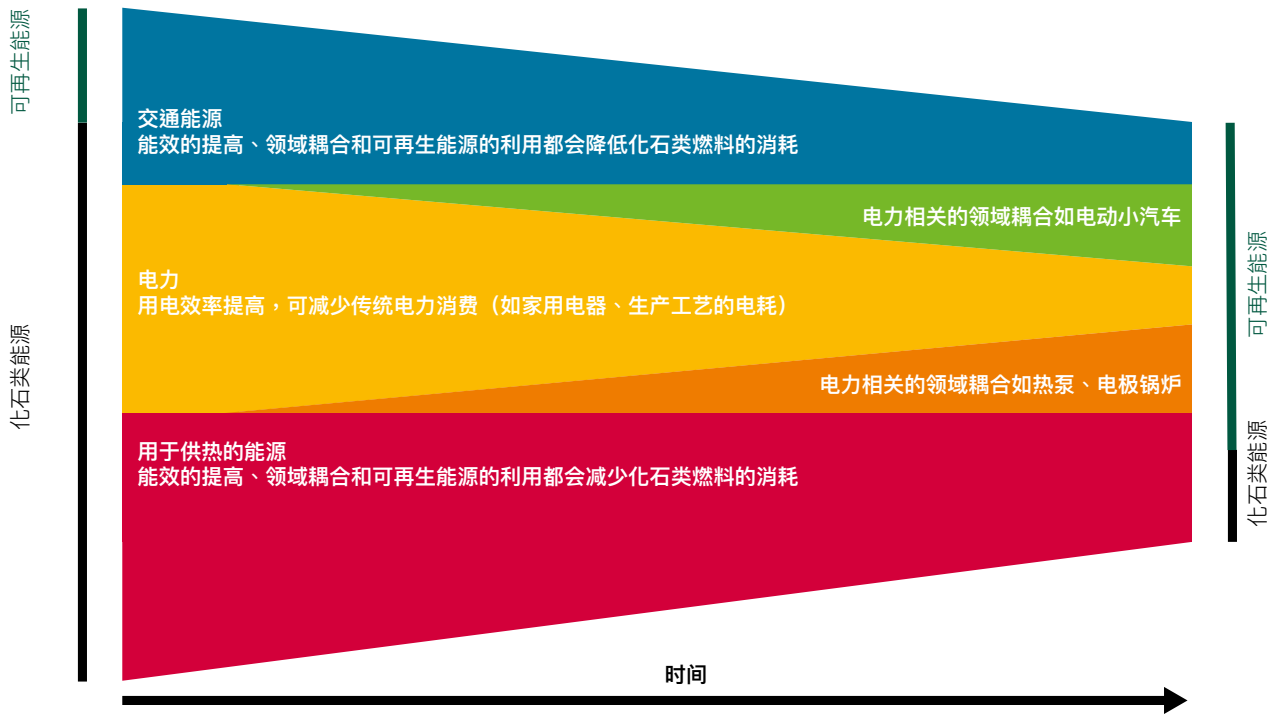 可再生能源
化石类能源
交通能源
能效的提高、领域耦合和可再生能源的利用都会降低化石类燃料的消耗
电力相关的领域耦合如电动小汽车
电力
用电效率提高，可减少传统电力消费（如家用电器、生产工艺的电耗）
电力相关的领域耦合如热泵、电极锅炉
用于供热的能源
能效的提高、领域耦合和可再生能源的利用都会减少化石类燃料的消耗
可再生能源
化石类能源
时间